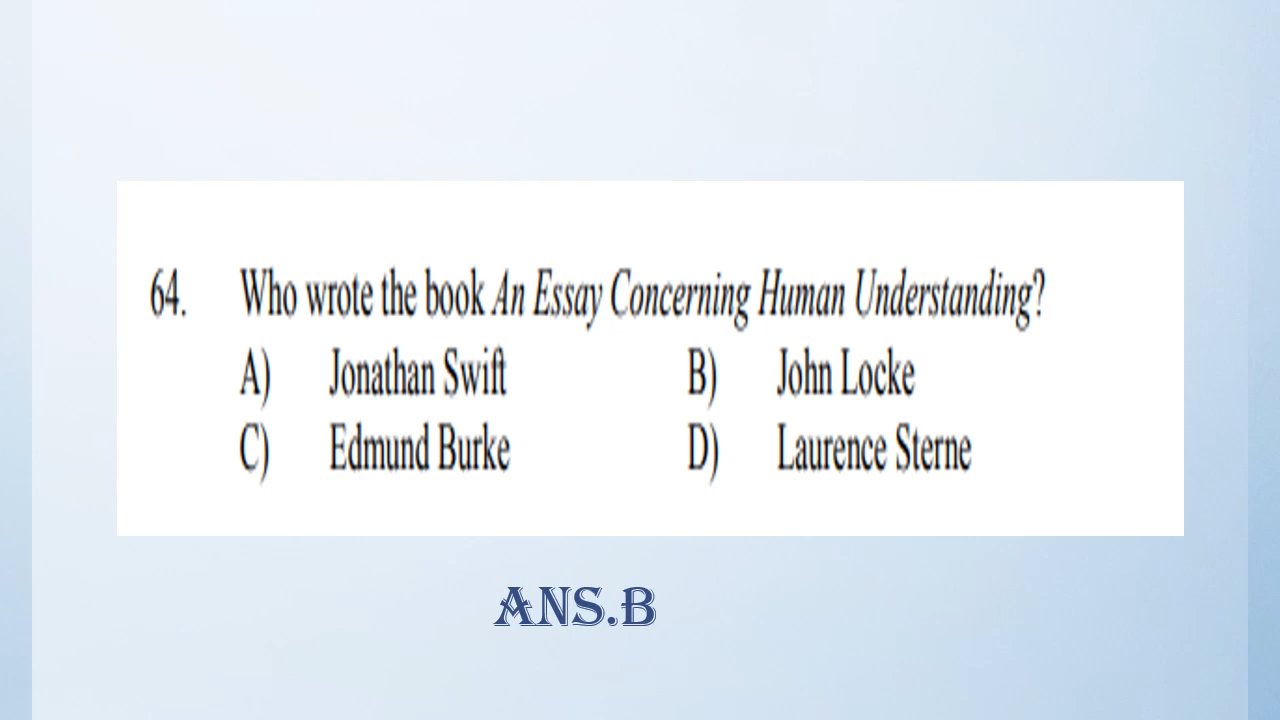 64. Who wrote the book An Essay Concerning Human Understanding?
A) Jonathan Swift B) John Locke
C) Edmund Burke D) Laurence Sterne
ANS.B